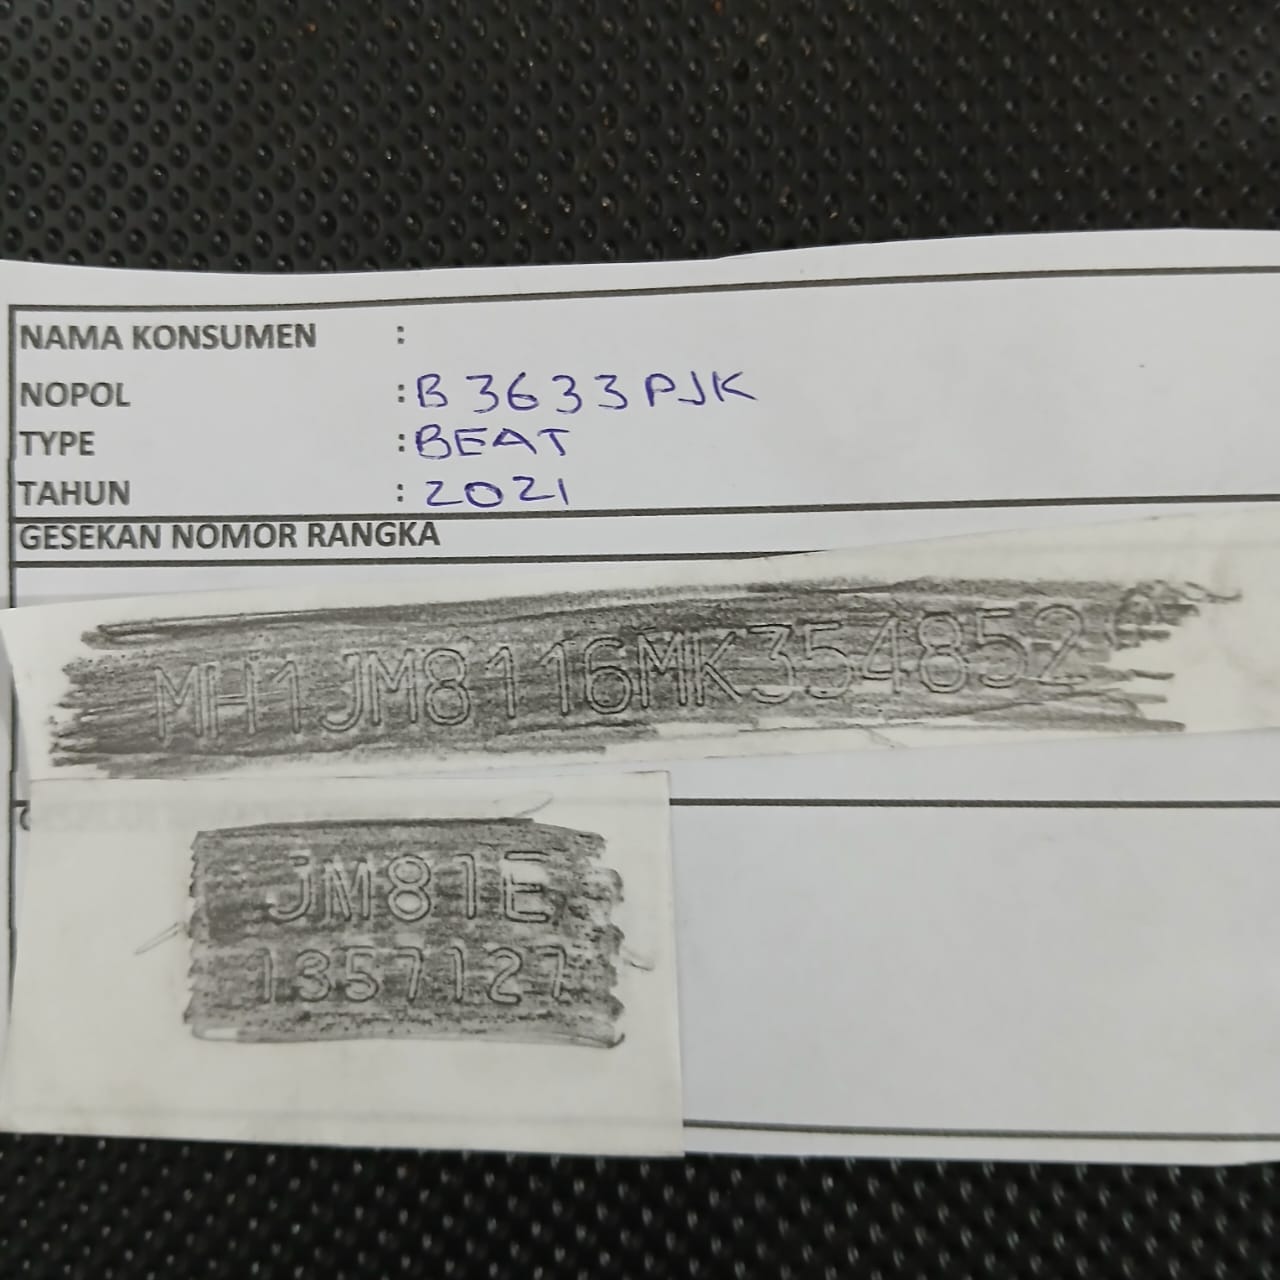 NAMA KONSUMEN :
NOPOL : B 3633 PJK
TYPE : BEAT
TAHUN : 2021
GESEKAN NOMOR RANGKA
MH1JM8116MK354852
JM81E
1357127